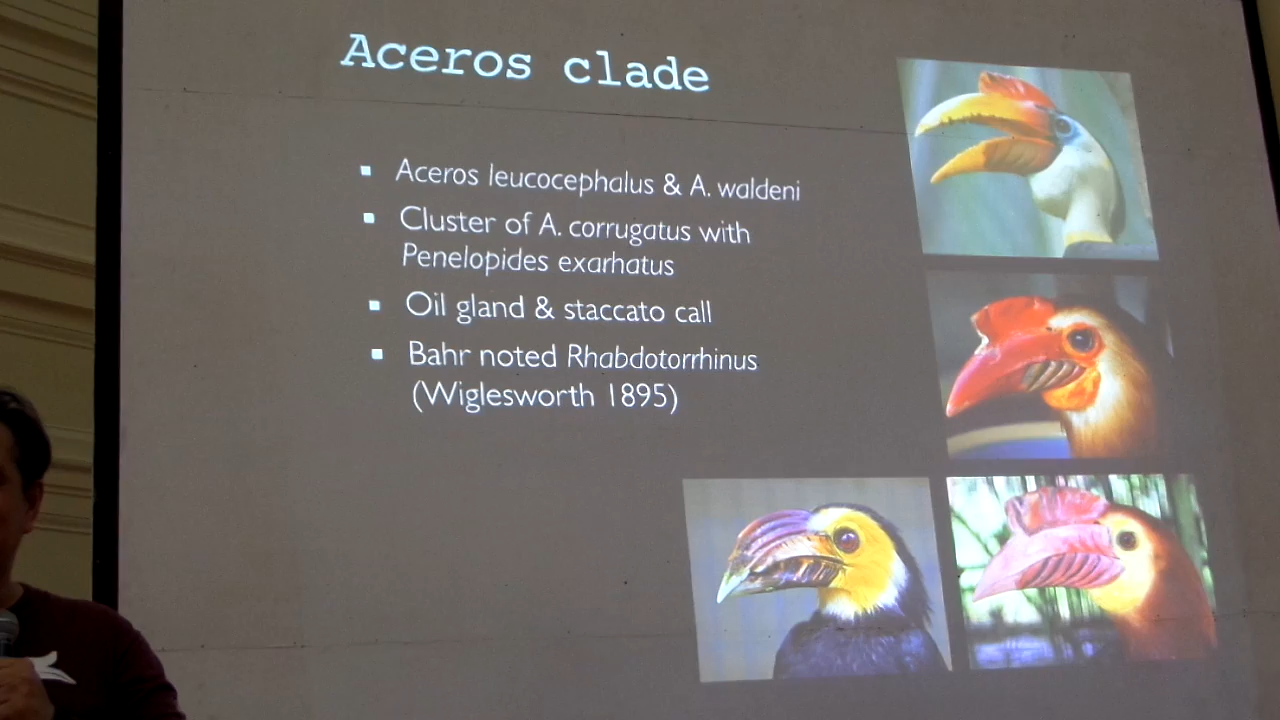 Aceros clade
Aceros leucocephalus & A. waldeni
Cluster of A. corrugatus with
Penelopides exarhatus
Oil gland & staccato call
Bahr noted Rhabdotorrhinus
(Wiglesworth 1895)